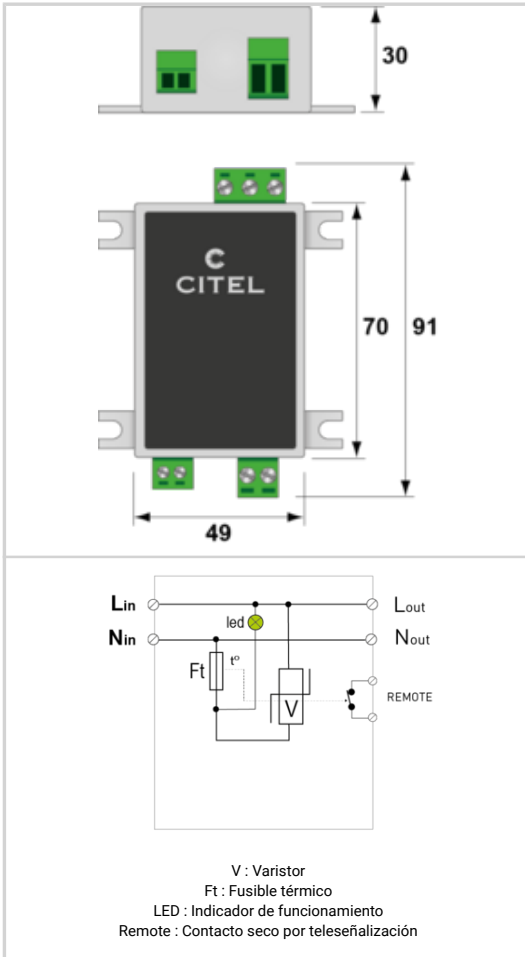 30
C
CITEL
70
91
49
Lin
Lout
led
Nin
Nout
Ft
tº
V
REMOTE
V : Varistor
Ft : Fusible térmico
LED : Indicador de funcionamiento
Remote : Contacto seco por teleseñalización